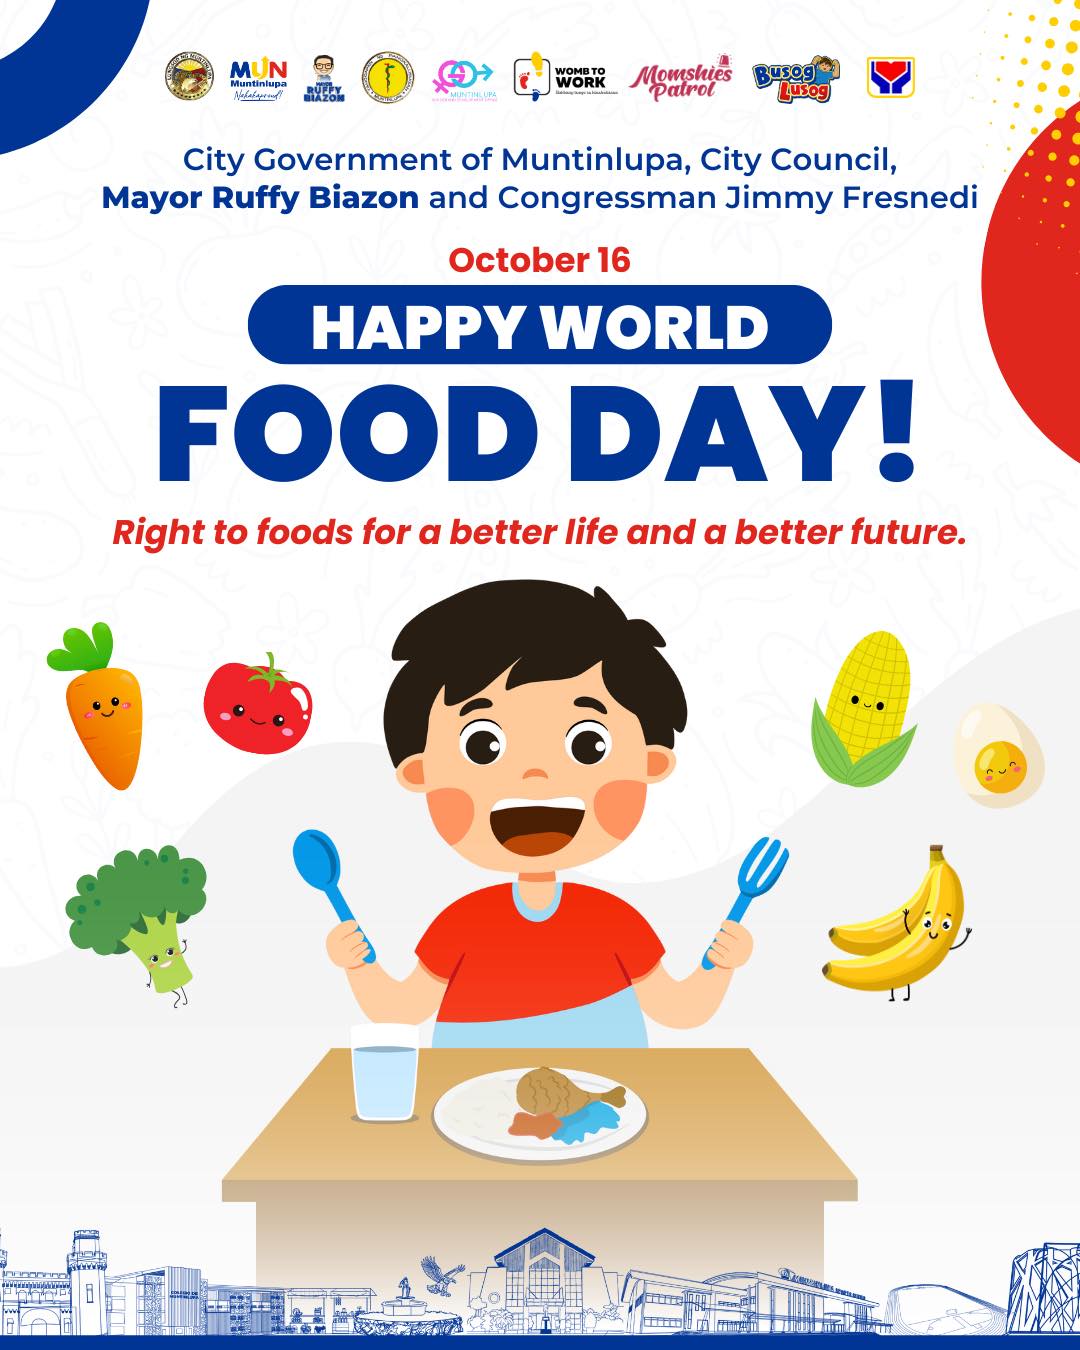 MUN
Muntinlupa
Nakakaproud!
MAYOR
RUFFY
BIAZON
MUNTINLUPA
WOMB TO
WORK
Momshies
Patrol
Busog
Lusog
City Government of Muntinlupa, City Council,
Mayor Ruffy Biazon and Congressman Jimmy Fresnedi
October 16
HAPPY WORLD
FOOD DAY!
Right to foods for a better life and a better future.